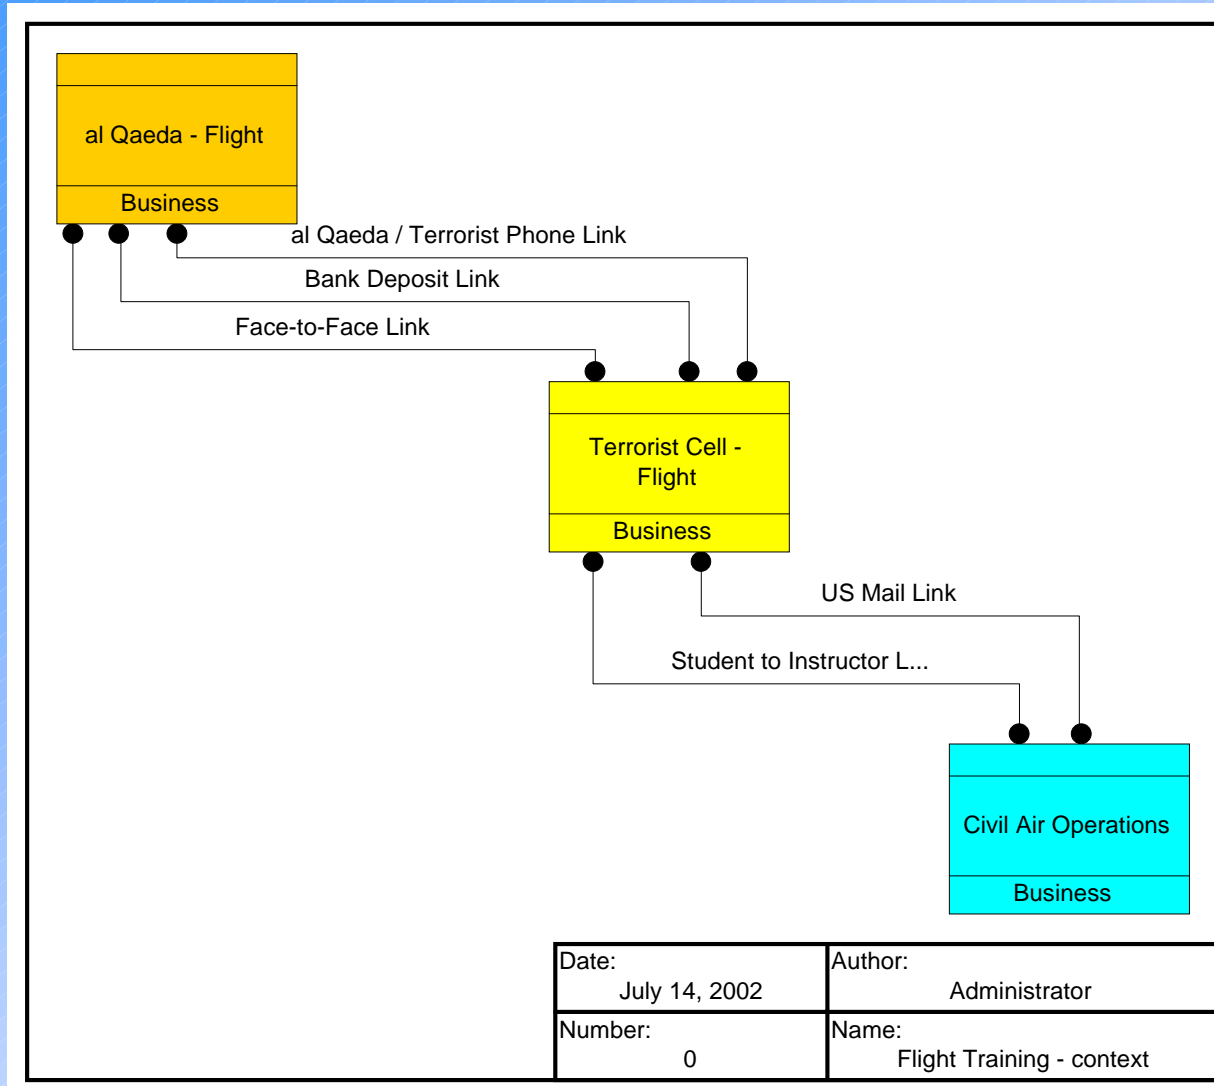 al Qaeda - Flight
Business
al Qaeda / Terrorist Phone Link
Bank Deposit Link
Face-to-Face Link
Terrorist Cell -
Flight
Business
US Mail Link
Student to Instructor L...
Civil Air Operations
Business
Date:
July 14, 2002
Author:
Administrator
Number:
0
Name:
Flight Training - context